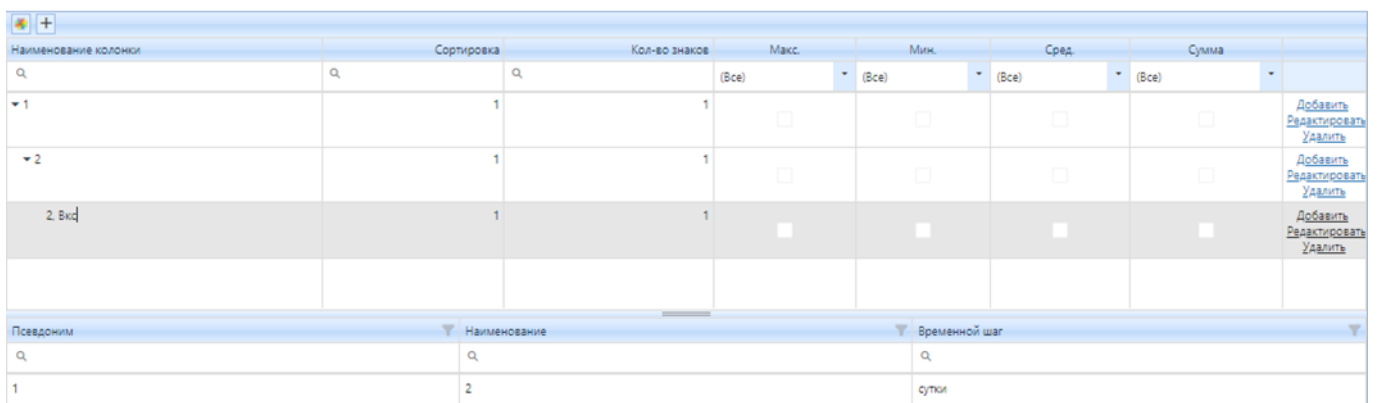 Наименование колонки Сортировка Кол-во знаков Макс. Мин. Сред. Сумма
(Все) (Все) (Все) (Все)
1 1 1 Добавить
Редактировать
Удалить
2 1 1 Добавить
Редактировать
Удалить
2, Вкс 1 1 Добавить
Редактировать
Удалить
Псевдоним Наименование Временной шаг
1 2 сутки